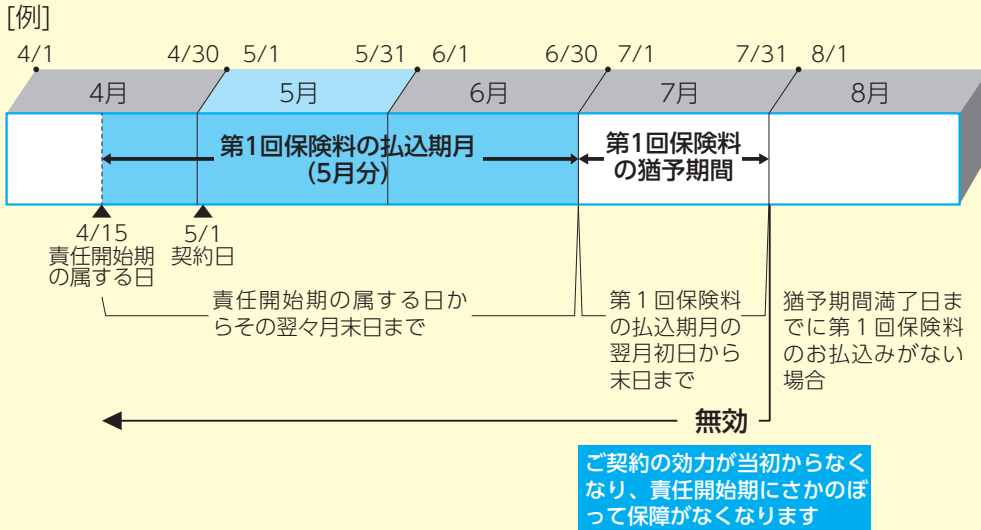 [例]
4/1 4/30 5/1 5/31 6/1 6/30 7/1 7/31 8/1
4月 5月 6月 7月 8月
第1回保険料の払込期月
(5月分)
第1回保険料
の猶予期間
4/15
責任開始期
の属する日
5/1
契約日
責任開始期の属する日か
らその翌々月末日まで
第1回保険料
の払込期月の
翌月初日から
末日まで
猶予期間満了日ま
でに第1回保険料
のお払込みがない
場合
無効
ご契約の効力が当初からなく
なり、責任開始期にさかのぼ
って保障がなくなります